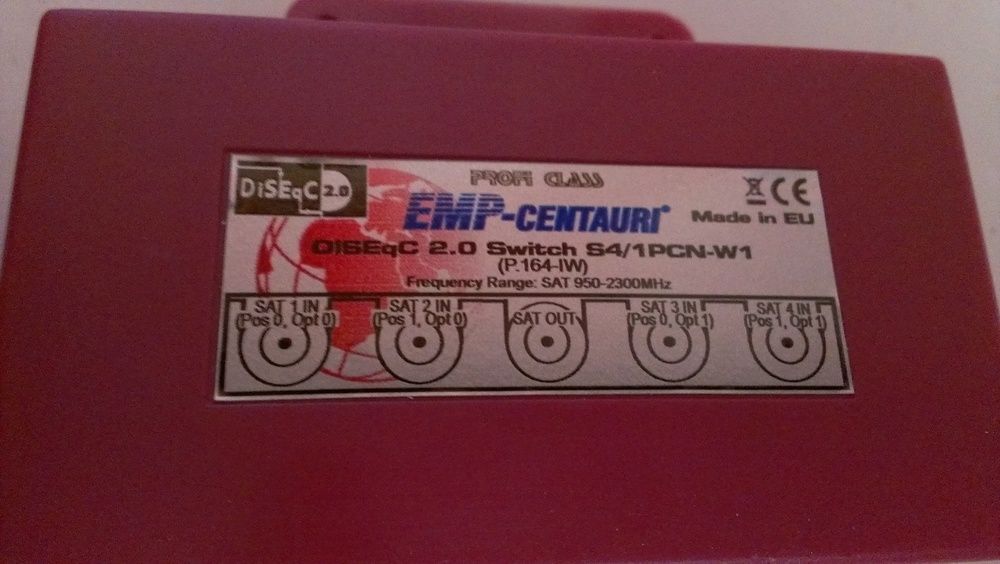 DiSEqC 2.0
PROFI CLASS
CE
EMP-CENTAURI
Made in EU
DISEqC 2.0 Switch S4/1PCN-W1
(P.164-IW)
Frequency Range: SAT 950-2300MHz
SAT 1 IN
(Pos 0, Opt 0)
SAT 2 IN
(Pos 1, Opt 0)
SAT OUT
SAT 3 IN
(Pos 0, Opt 1)
SAT 4 IN
(Pos 1, Opt 1)